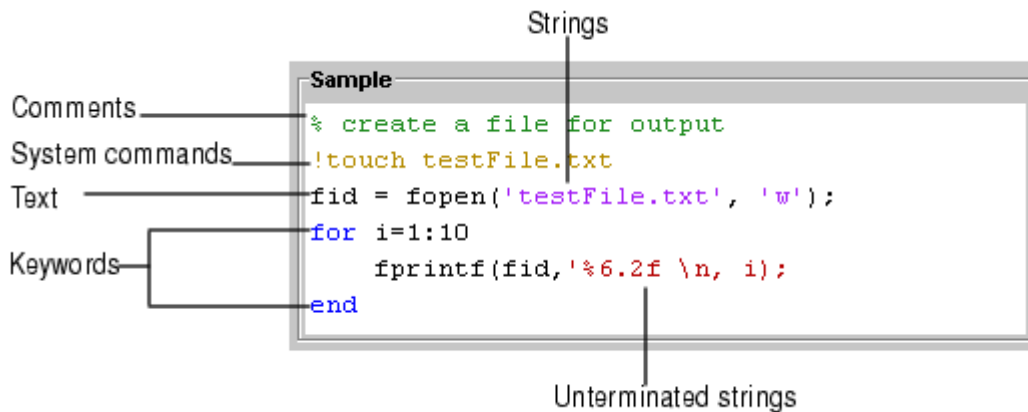 Strings
Sample
Comments
% create a file for output
System commands
!touch testFile.txt
Text
fid = fopen('testFile.txt', 'w');
Keywords
for i=1:10
    fprintf(fid,'%6.2f \n, i);
end
Unterminated strings